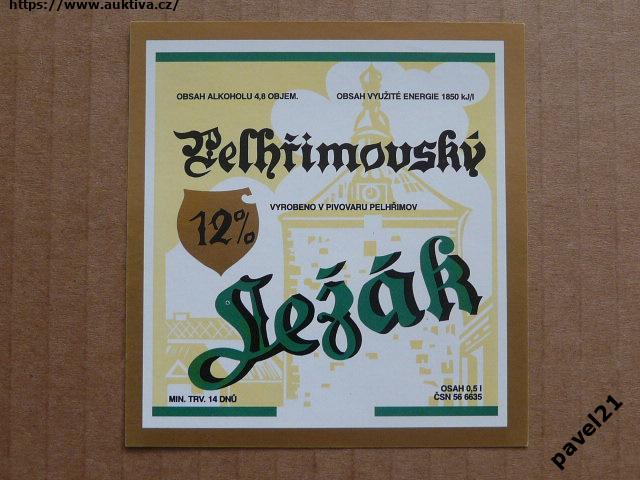 https://www.auktiva.cz/
OBSAH ALKOHOLU 4,8 OBJEM. OBSAH VYUŽITÉ ENERGIE 1850 kJ/l
Pelhřimovský
12%
VYROBENO V PIVOVARU PELHŘIMOV
Ležák
MIN. TRV. 14 DNŮ
OSAH 0,5 l
ČSN 56 6635
pavel21